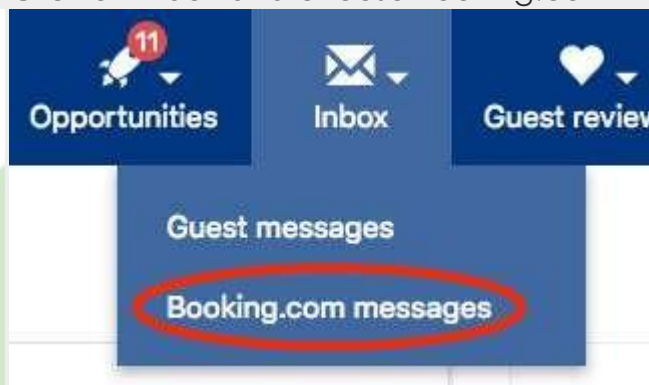 11
Opportunities
Inbox
Guest review
Guest messages
Booking.com messages